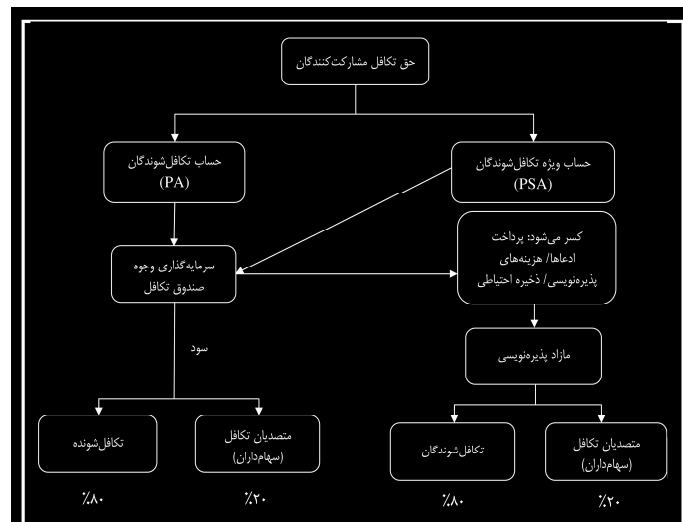 حق تکافل مشارکت‌کنندگان
حساب ویژه تکافل‌شوندگان
(PSA)
حساب تکافل‌شوندگان
(PA)
کسر می‌شود: پرداخت
ادعاها/ هزینه‌های
پذیره‌نویسی/ ذخیره احتیاطی
سرمایه‌گذاری وجوه
صندوق تکافل
مازاد پذیره‌نویسی
سود
متصدیان تکافل
(سهام‌داران)
تکافل‌شوندگان
متصدیان تکافل
(سهام‌داران)
تکافل‌شونده
٪۲۰
٪۸۰
٪۲۰
٪۸۰